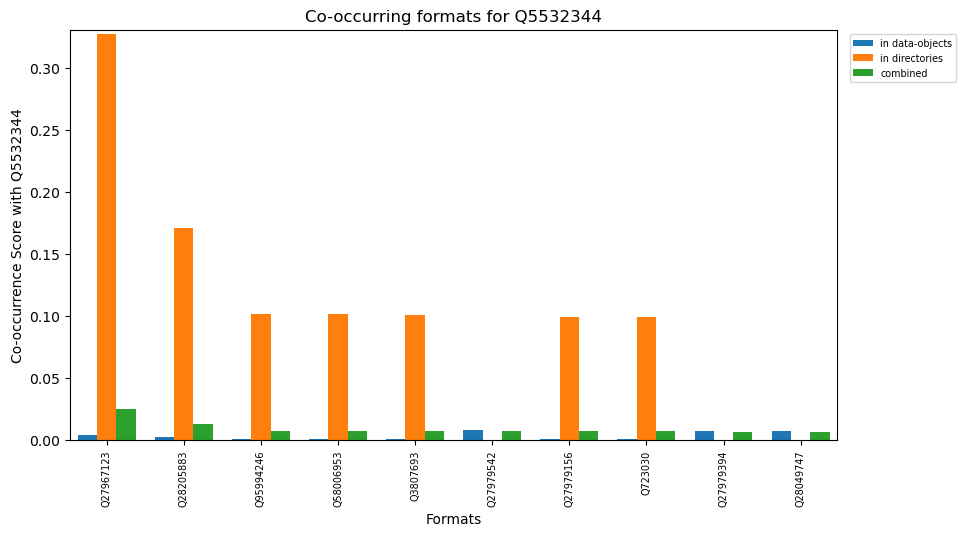 Co-occurring formats for Q5532344
in data-objects
in directories
combined
Co-occurrence Score with Q5532344
0.30
0.25
0.20
0.15
0.10
0.05
0.00
Q27967123
Q28205883
Q95994246
Q58006953
Q3807693
Q27979542
Q27979156
Q723030
Q27979394
Q28049747
Formats